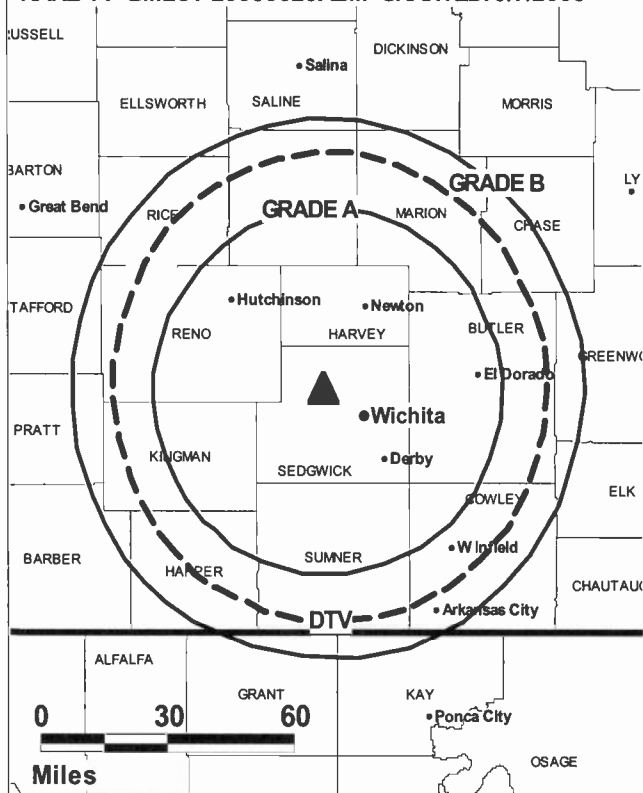 RUSSELL
DICKINSON
Salina
ELLSWORTH
SALINE
MORRIS
BARTON
GRADE B
LY
Great Bend
RICE
GRADE A
MARION
CHASE
Hutchinson
Newton
TAFFORD
RENO
HARVEY
BUTLER
GREENWO
El Dorado
Wichita
PRATT
KINGMAN
Derby
SEDGWICK
ELK
COWLEY
Winfield
BARBER
SUMNER
HARPER
CHAUTAUQ
Arkansas City
DTV
ALFALFA
GRANT
KAY
0 30 60
Ponca City
OSAGE
Miles